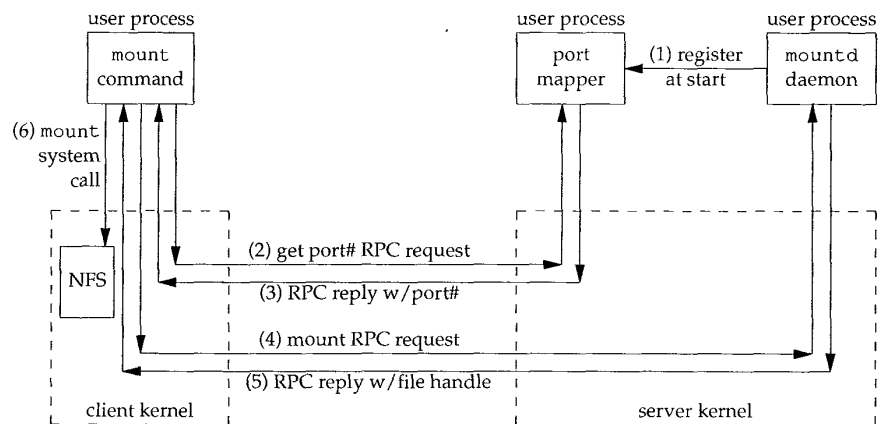 user process
user process
user process
mount
command
port
mapper
(1) register
at start
mountd
daemon
(6) mount
system
call
NFS
(2) get port# RPC request
(3) RPC reply w/port#
(4) mount RPC request
(5) RPC reply w/file handle
client kernel
server kernel